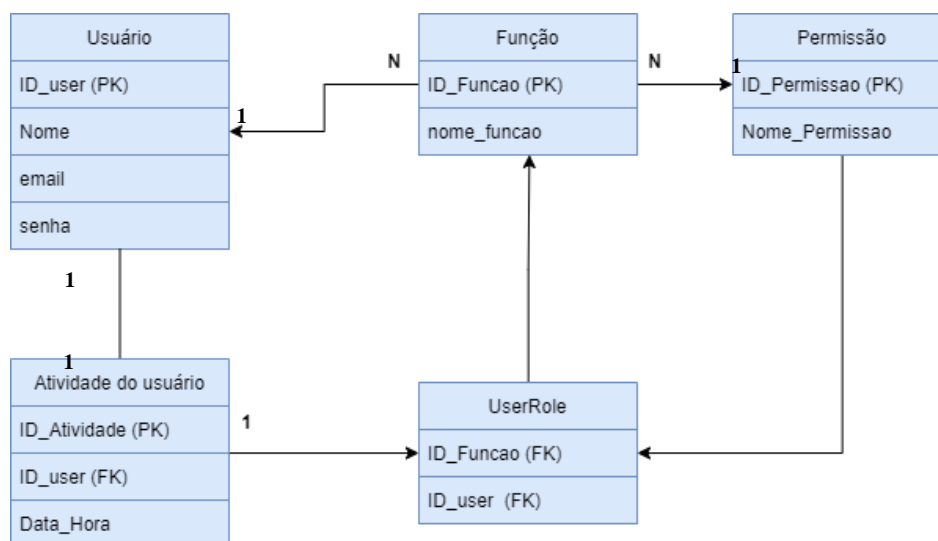 Usuário
ID_user (PK)
Nome
email
senha
N
1
Função
ID_Funcao (PK)
nome_funcao
N
1
Permissão
ID_Permissao (PK)
Nome_Permissao
1
1
Atividade do usuário
ID_Atividade (PK)
ID_user (FK)
Data_Hora
1
UserRole
ID_Funcao (FK)
ID_user (FK)